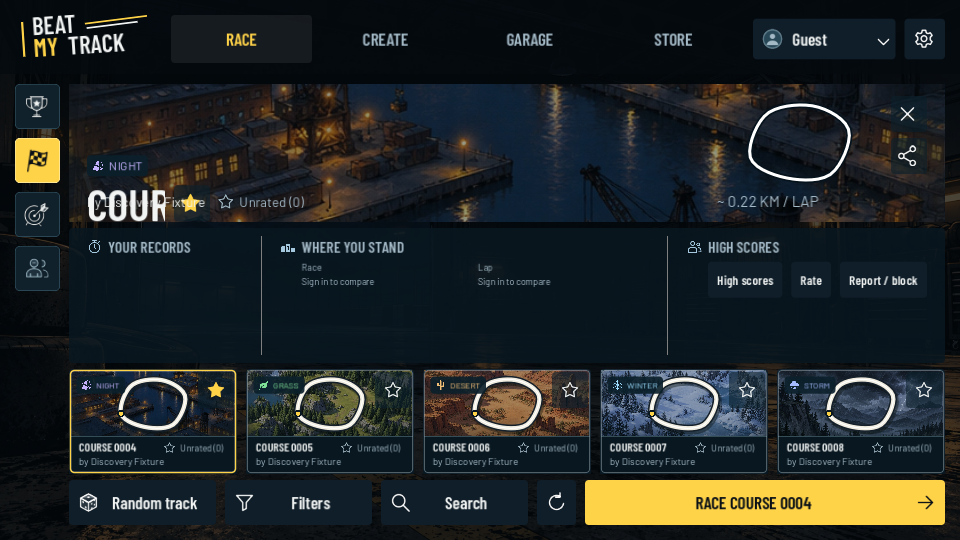 BEAT
MY TRACK
RACE
CREATE
GARAGE
STORE
Guest
NIGHT
COUR
by Discovery Fixture
Unrated (0)
~ 0.22 KM / LAP
YOUR RECORDS
WHERE YOU STAND
Race
Sign in to compare
Lap
Sign in to compare
HIGH SCORES
High scores
Rate
Report / block
NIGHT
COURSE 0004
Unrated (0)
by Discovery Fixture
GRASS
COURSE 0005
Unrated (0)
by Discovery Fixture
DESERT
COURSE 0006
Unrated (0)
by Discovery Fixture
WINTER
COURSE 0007
Unrated (0)
by Discovery Fixture
STORM
COURSE 0008
Unrated (0)
by Discovery Fixture
Random track
Filters
Search
RACE COURSE 0004